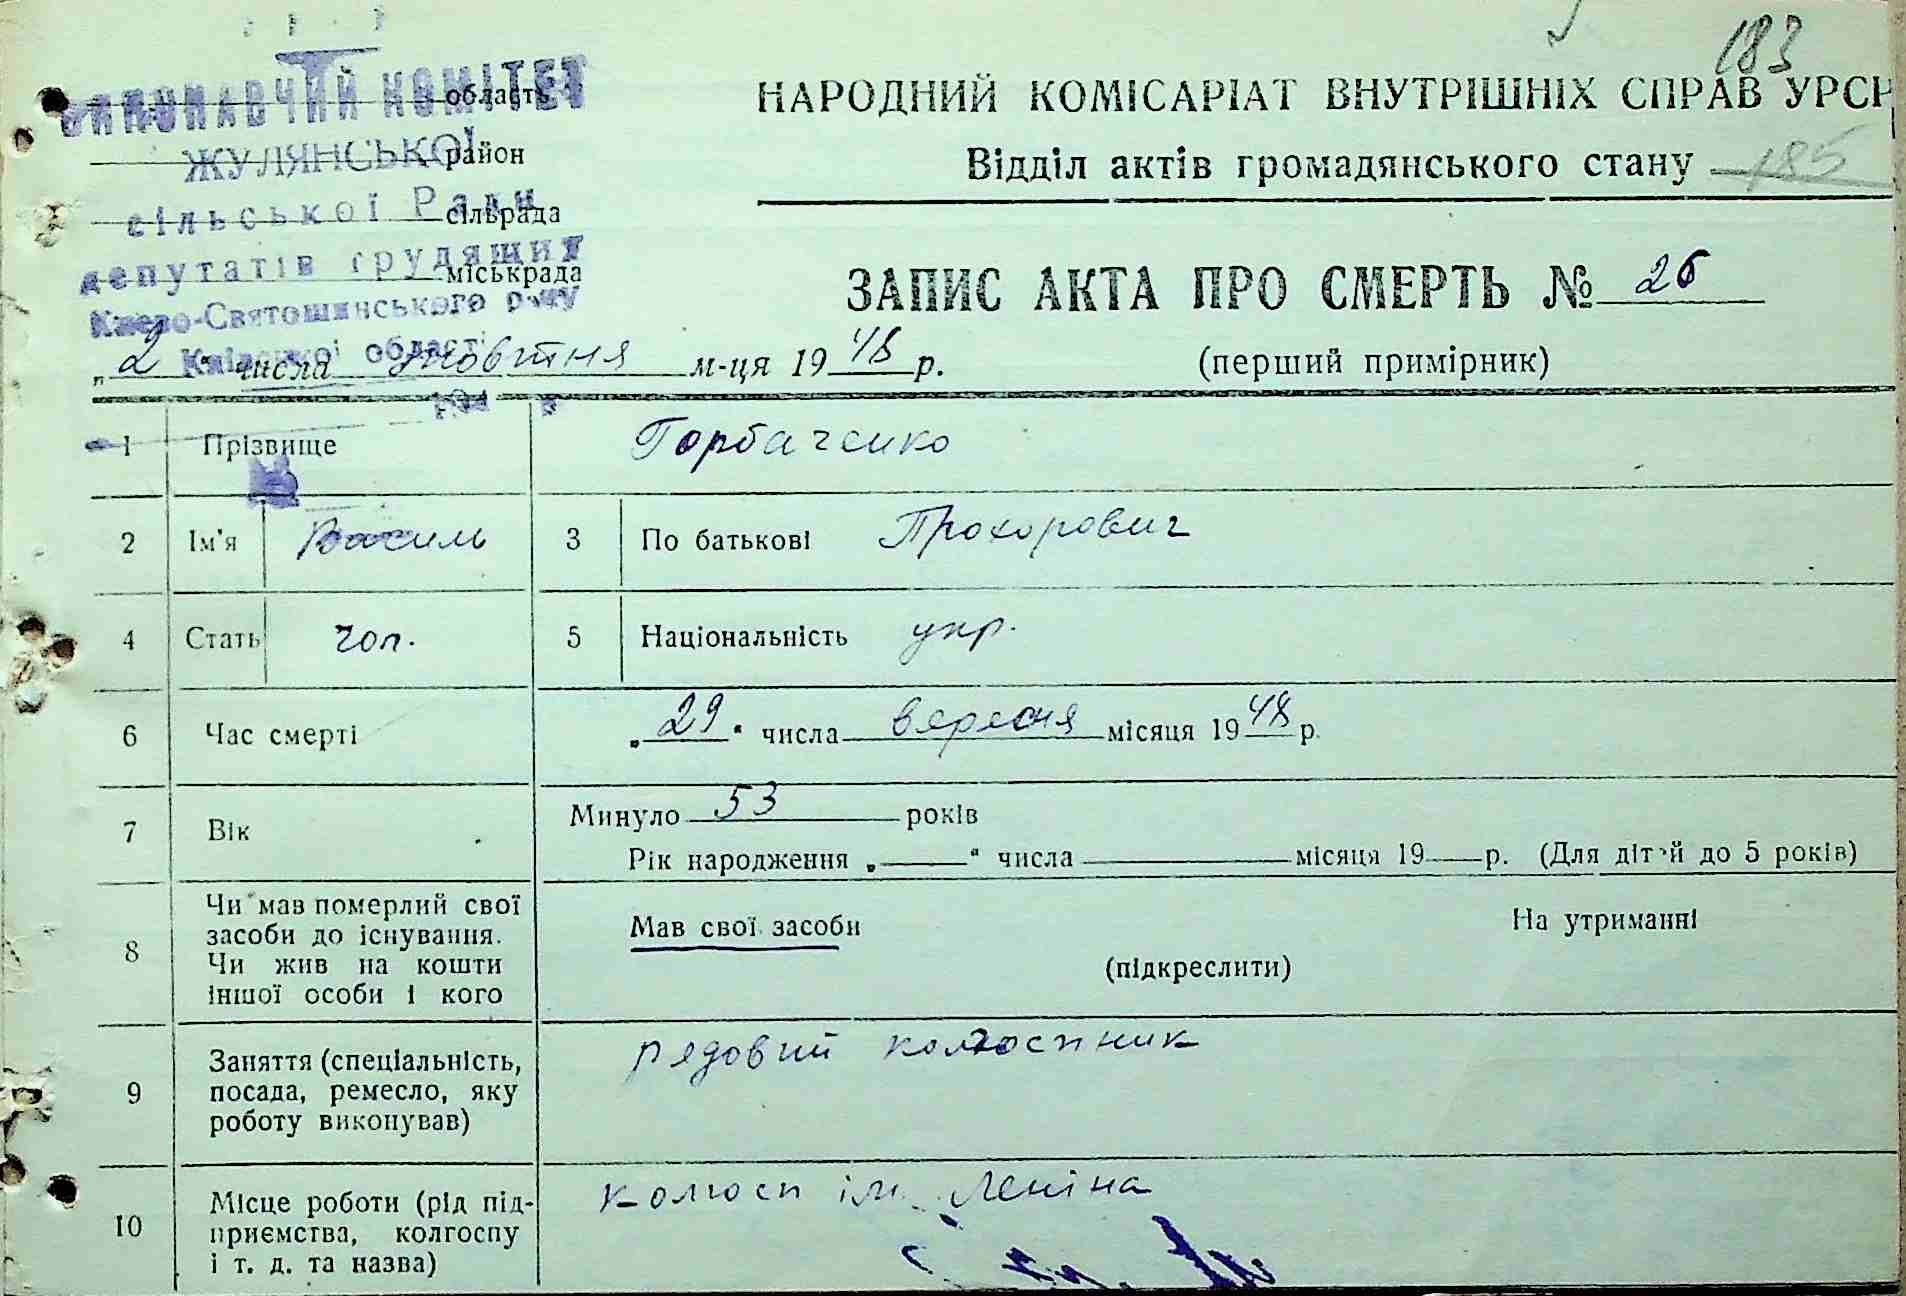 183
ВИКОНАВЧИЙ КОМІТЕТ
область
НАРОДНИЙ КОМІСАРІАТ ВНУТРІШНІХ СПРАВ УРСР
ЖУЛЯНСЬКОЇ район
Відділ актів громадянського стану 185
сільської Ради
сільрада
депутатів трудящих
міськрада
ЗАПИС АКТА ПРО СМЕРТЬ № 26
Києво-Святошинського р-ну
Київської області
„2“ числа жовтня м-ця 1948 р.
(перший примірник)
194 р
1 Прізвище Горбаченко
2 Ім'я Василь 3 По батькові Прохорович
4 Стать чол. 5 Національність укр.
6 Час смерті „29“ числа вересня місяця 1948 р.
7 Вік Минуло 53 років
Рік народження „ “ числа місяця 19 р. (Для дітей до 5 років)
8 Чи мав померлий свої засоби до існування. Чи жив на кошти іншої особи і кого
Мав свої засоби На утриманні
(підкреслити)
9 Заняття (спеціальність, посада, ремесло, яку роботу виконував)
рядовий колгоспник
10 Місце роботи (рід під-
приємства, колгоспу
і т. д. та назва)
колгосп ім. Леніна